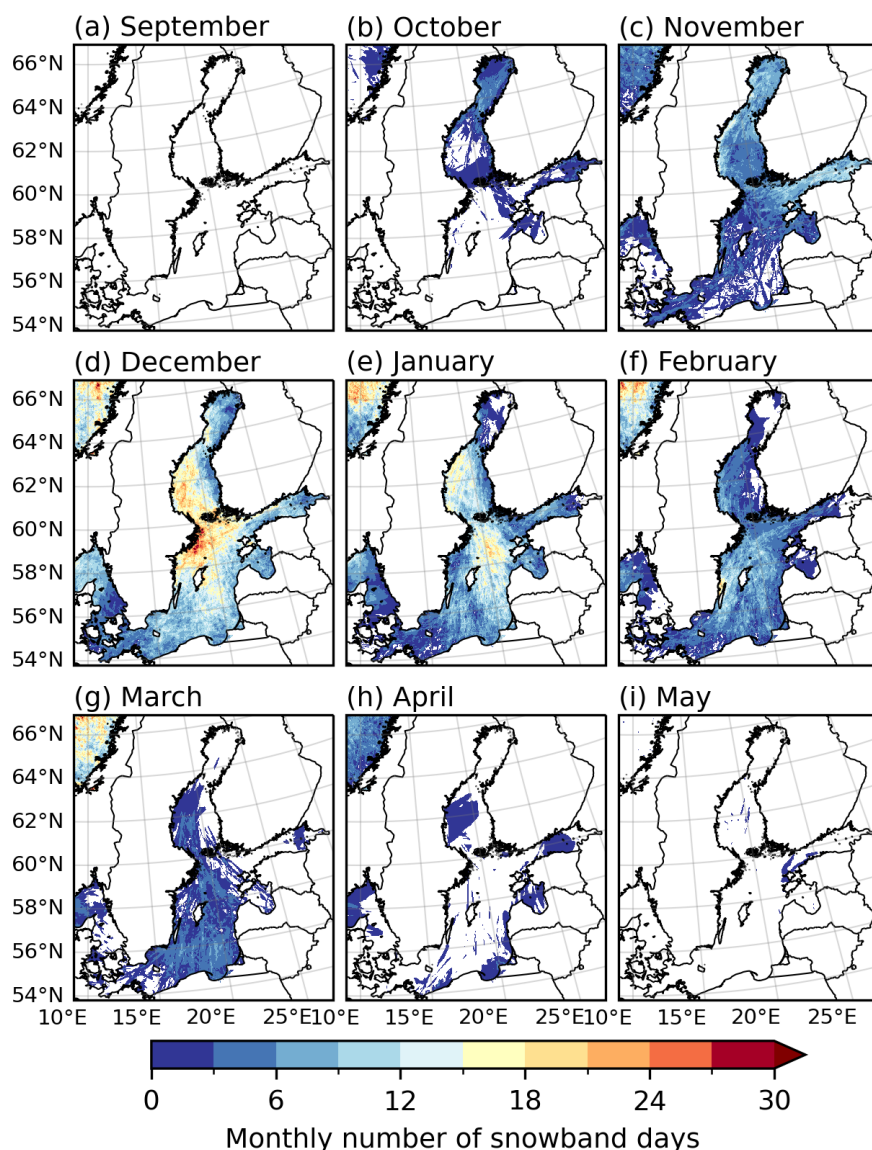 (a) September (b) October (c) November
66°N
64°N
62°N
60°N
58°N
56°N
54°N
(d) December (e) January (f) February
66°N
64°N
62°N
60°N
58°N
56°N
54°N
(g) March (h) April (i) May
66°N
64°N
62°N
60°N
58°N
56°N
54°N
10°E 15°E 20°E 25°E 10°E 15°E 20°E 25°E 10°E 15°E 20°E 25°E
0 6 12 18 24 30
Monthly number of snowband days